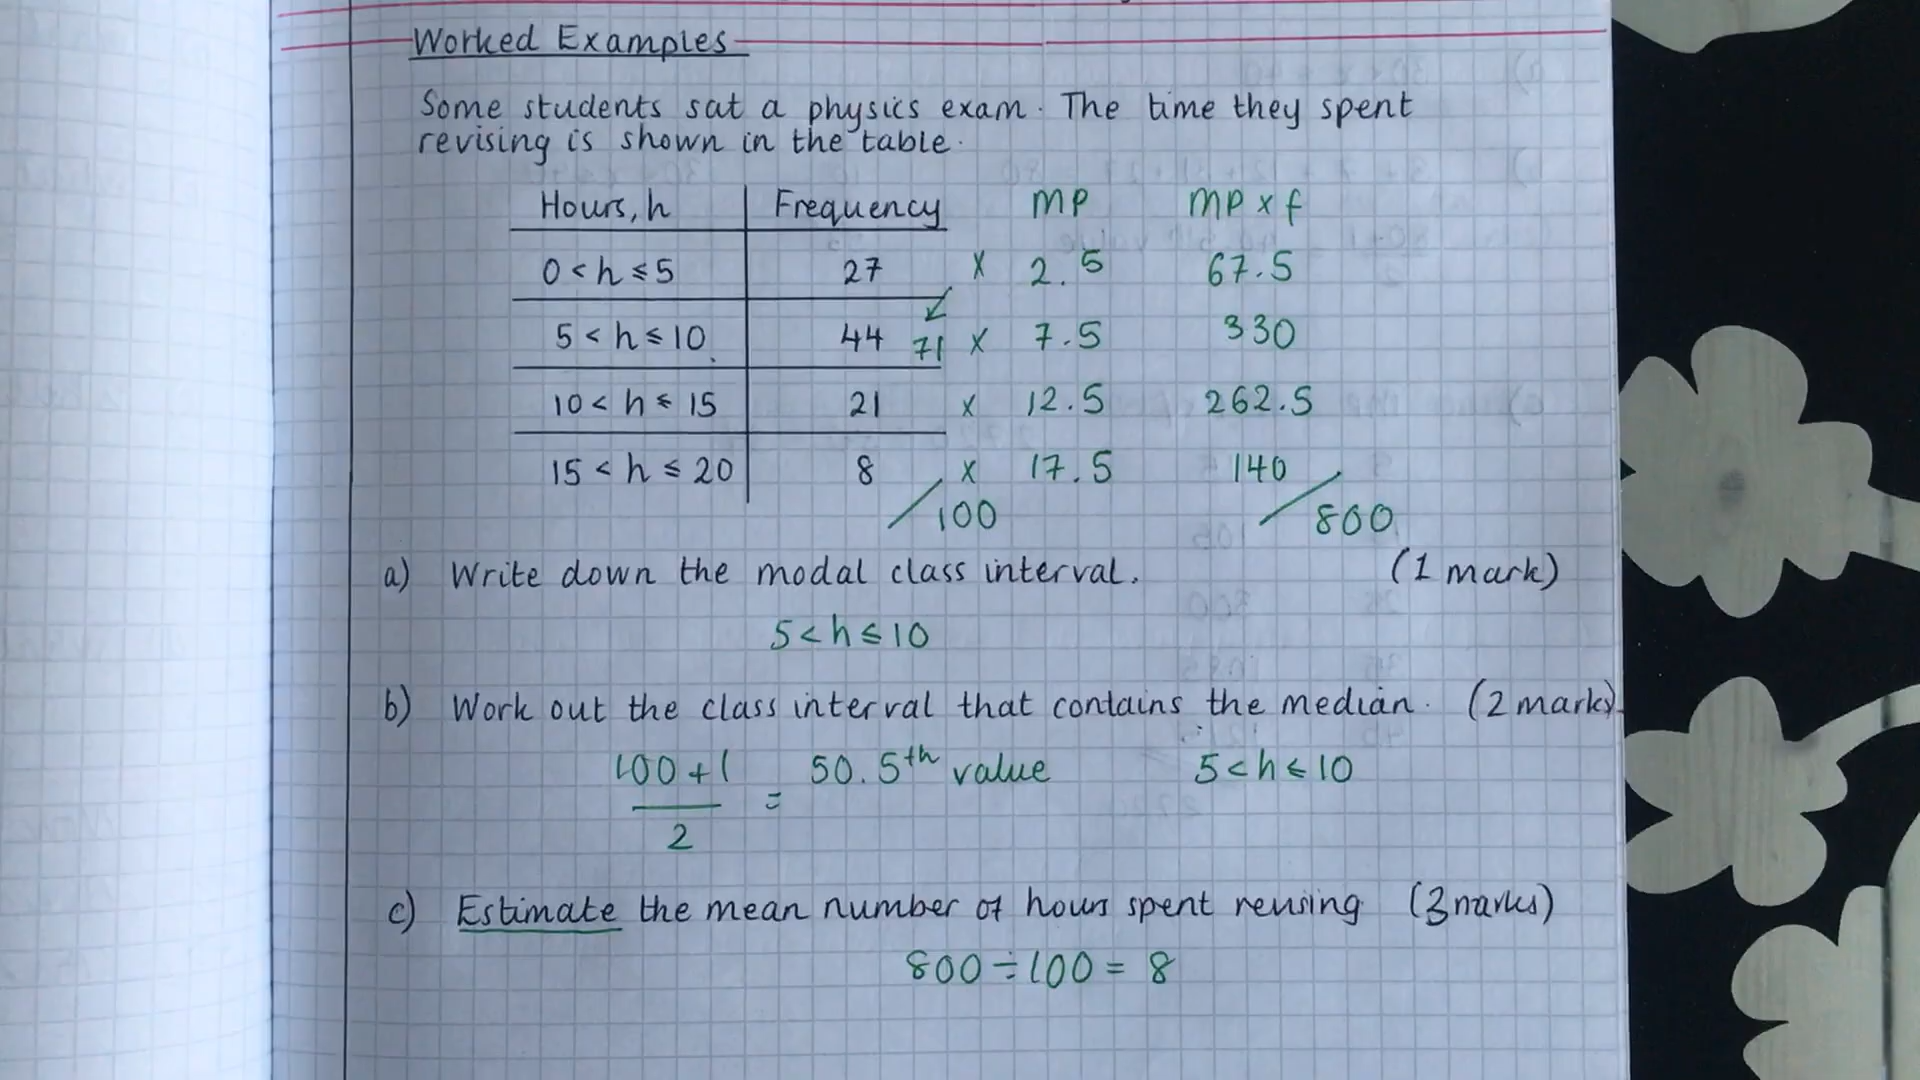 Worked Examples
Some students sat a physics exam. The time they spent
revising is shown in the table.
Hours, h Frequency MP MP x f
0 < h ≤ 5 27 x 2.5 67.5
5 < h ≤ 10 44 71 x 7.5 330
10 < h ≤ 15 21 x 12.5 262.5
15 < h ≤ 20 8 x 17.5 140
100 800
a) Write down the modal class interval. (1 mark)
5 < h ≤ 10
b) Work out the class interval that contains the median. (2 marks)
100 + 1
2
= 50.5th value 5 < h ≤ 10
c) Estimate the mean number of hours spent revising (3 marks)
800 ÷ 100 = 8